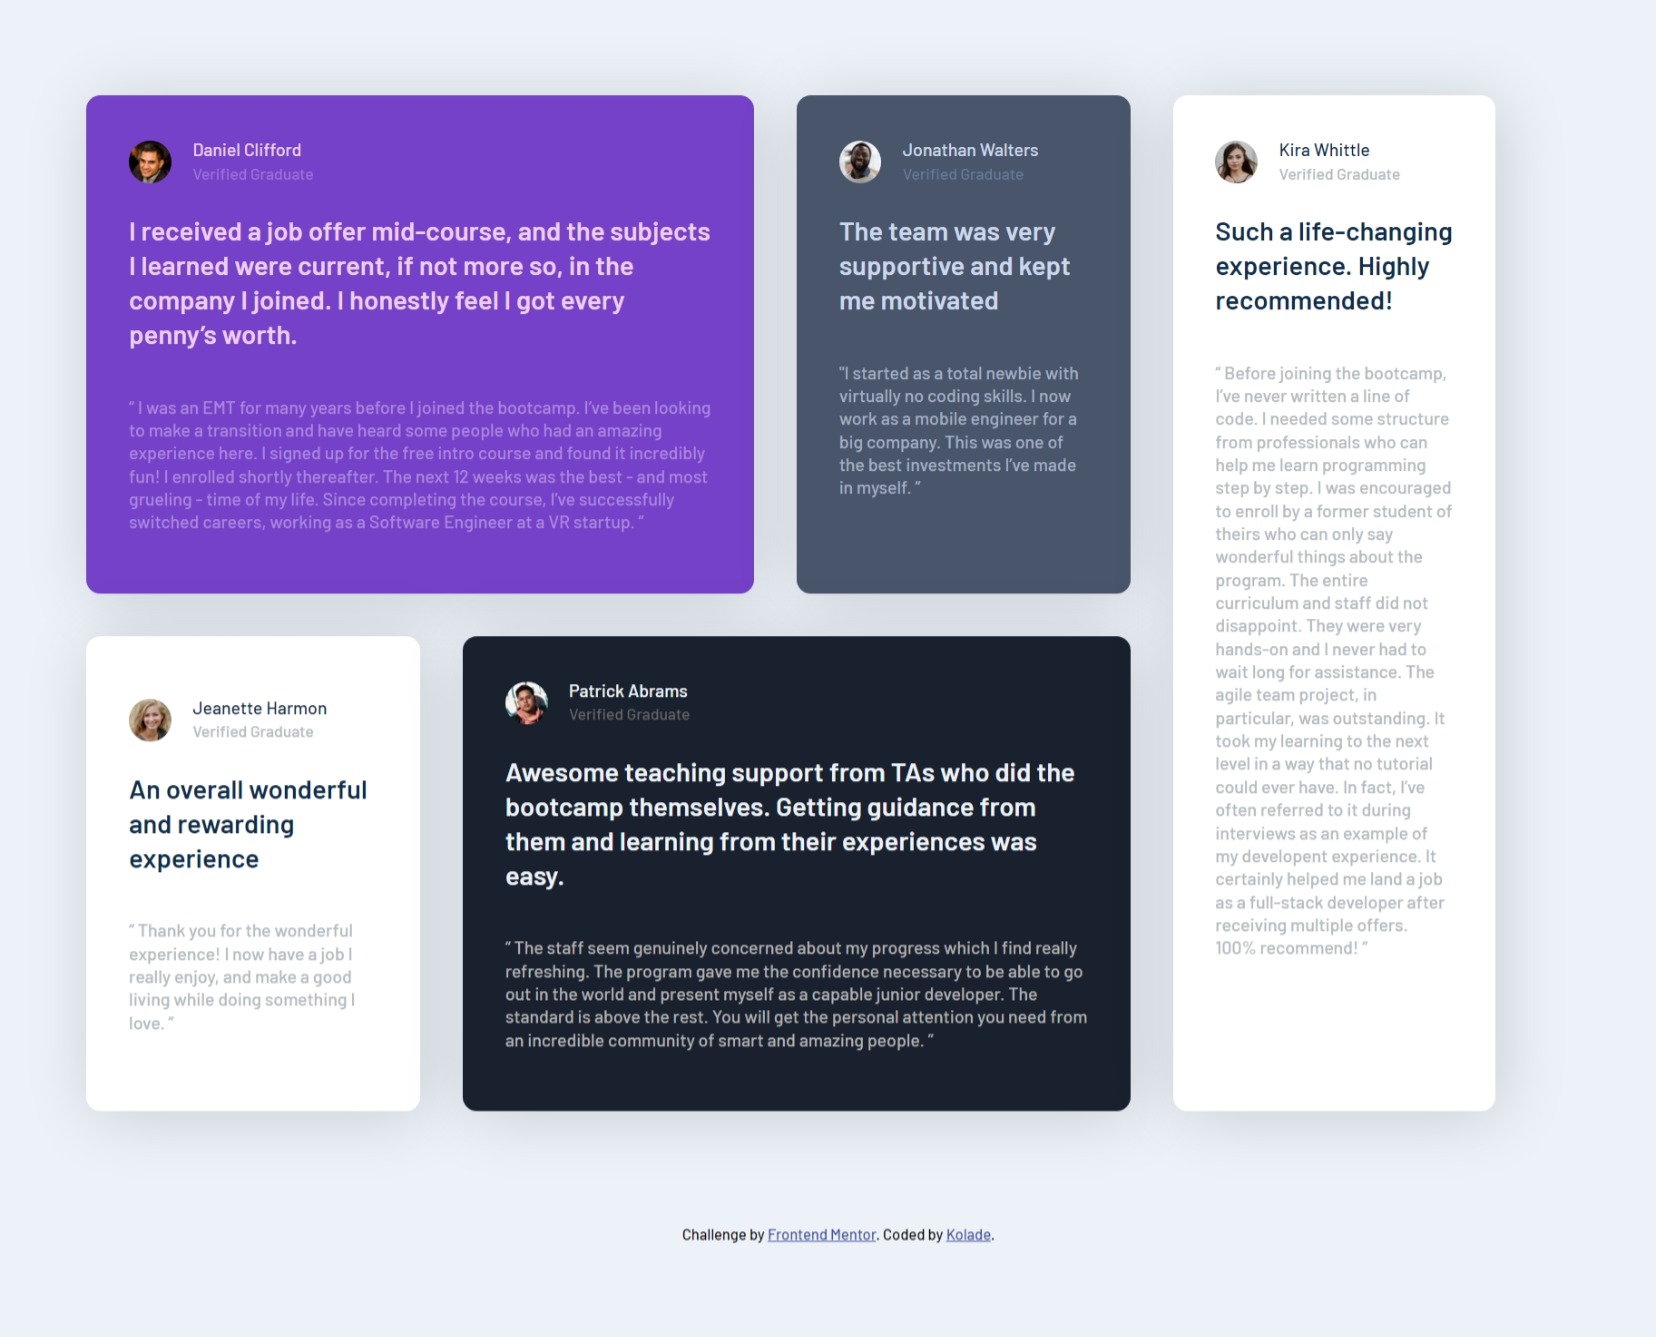 Daniel Clifford
Verified Graduate
I received a job offer mid-course, and the subjects
I learned were current, if not more so, in the
company I joined. I honestly feel I got every
penny’s worth.
“ I was an EMT for many years before I joined the bootcamp. I’ve been looking
to make a transition and have heard some people who had an amazing
experience here. I signed up for the free intro course and found it incredibly
fun! I enrolled shortly thereafter. The next 12 weeks was the best - and most
grueling - time of my life. Since completing the course, I’ve successfully
switched careers, working as a Software Engineer at a VR startup. ”
Jonathan Walters
Verified Graduate
The team was very
supportive and kept
me motivated
"I started as a total newbie with
virtually no coding skills. I now
work as a mobile engineer for a
big company. This was one of
the best investments I’ve made
in myself. ”
Kira Whittle
Verified Graduate
Such a life-changing
experience. Highly
recommended!
“ Before joining the bootcamp,
I’ve never written a line of
code. I needed some structure
from professionals who can
help me learn programming
step by step. I was encouraged
to enroll by a former student of
theirs who can only say
wonderful things about the
program. The entire
curriculum and staff did not
disappoint. They were very
hands-on and I never had to
wait long for assistance. The
agile team project, in
particular, was outstanding. It
took my learning to the next
level in a way that no tutorial
could ever have. In fact, I’ve
often referred to it during
interviews as an example of
my developent experience. It
certainly helped me land a job
as a full-stack developer after
receiving multiple offers.
100% recommend! ”
Jeanette Harmon
Verified Graduate
An overall wonderful
and rewarding
experience
“ Thank you for the wonderful
experience! I now have a job I
really enjoy, and make a good
living while doing something I
love. ”
Patrick Abrams
Verified Graduate
Awesome teaching support from TAs who did the
bootcamp themselves. Getting guidance from
them and learning from their experiences was
easy.
“ The staff seem genuinely concerned about my progress which I find really
refreshing. The program gave me the confidence necessary to be able to go
out in the world and present myself as a capable junior developer. The
standard is above the rest. You will get the personal attention you need from
an incredible community of smart and amazing people. ”
Challenge by Frontend Mentor. Coded by Kolade.